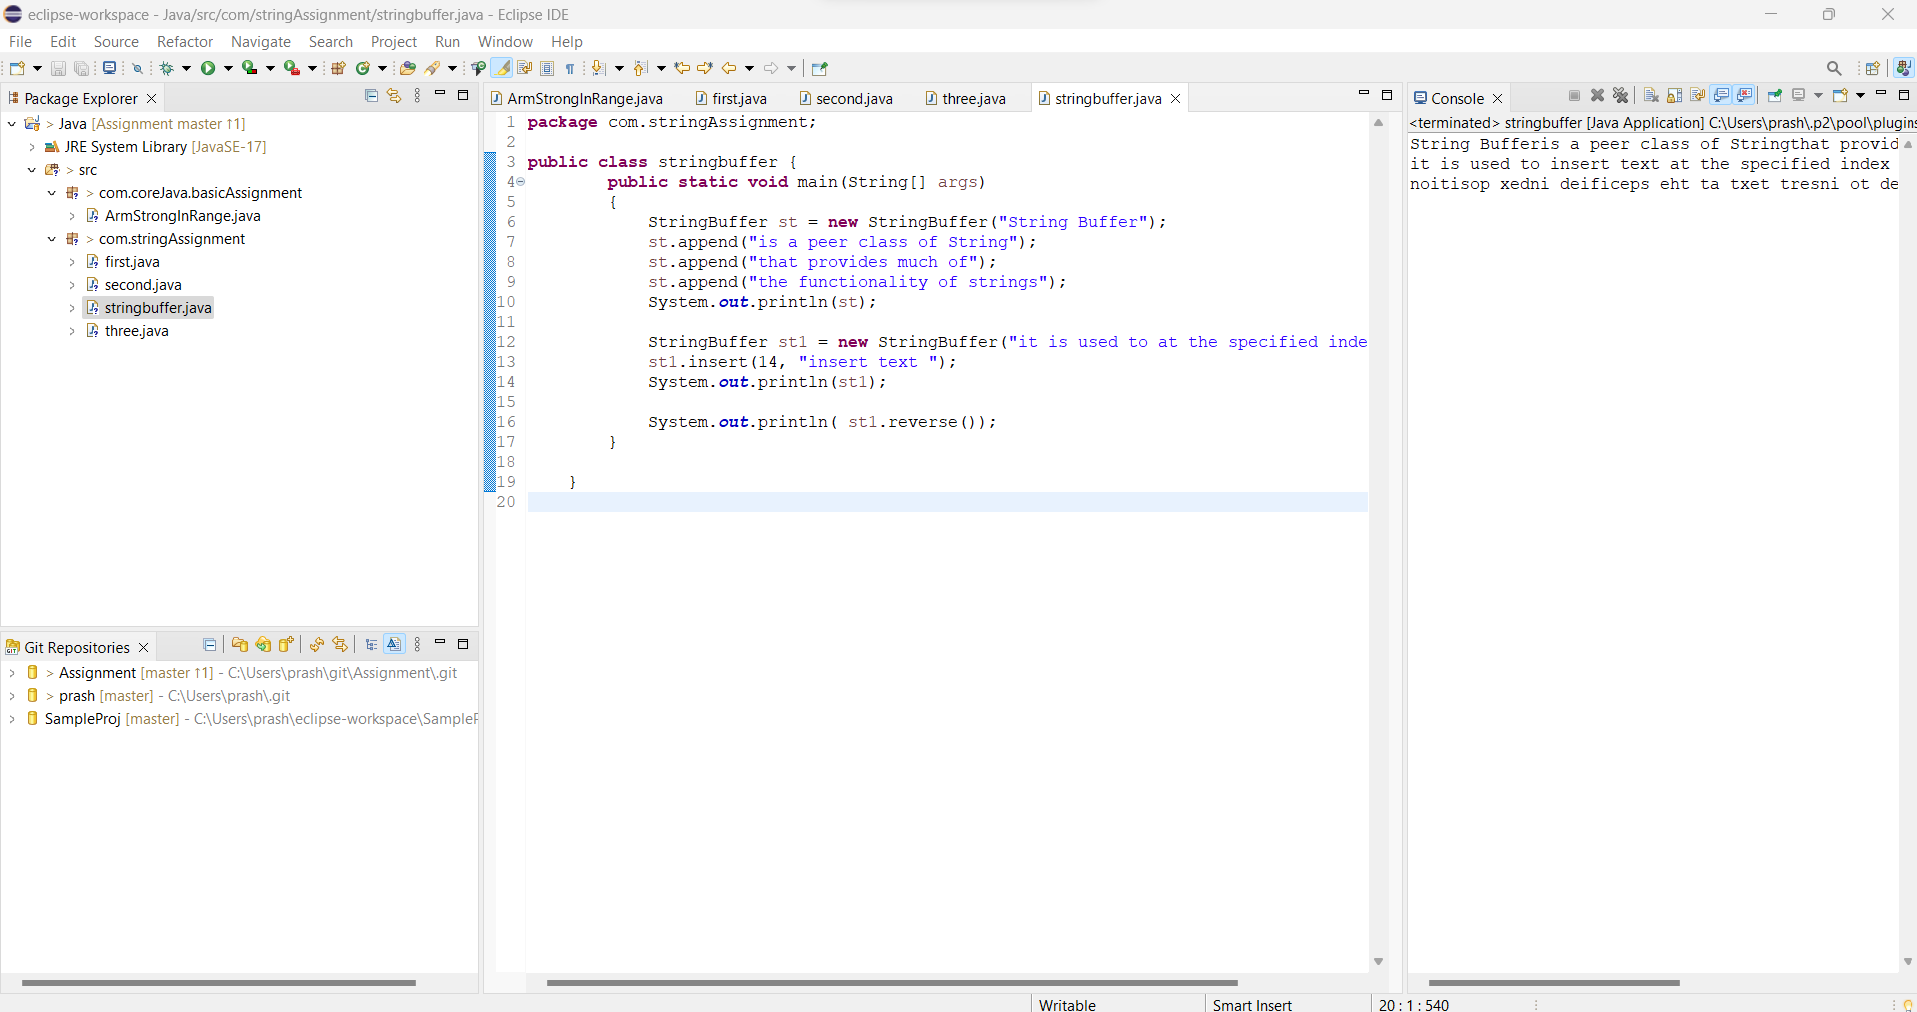 eclipse-workspace - Java/src/com/stringAssignment/stringbuffer.java - Eclipse IDE
File Edit Source Refactor Navigate Search Project Run Window Help
Package Explorer
> Java [Assignment master ↑1]
JRE System Library [JavaSE-17]
> src
> com.coreJava.basicAssignment
ArmStrongInRange.java
> com.stringAssignment
first.java
second.java
stringbuffer.java
three.java
Git Repositories
> Assignment [master ↑1] - C:\Users\prash\git\Assignment\.git
> prash [master] - C:\Users\prash\.git
SampleProj [master] - C:\Users\prash\eclipse-workspace\SampleP
ArmStrongInRange.java first.java second.java three.java stringbuffer.java
1 package com.stringAssignment;
2
3 public class stringbuffer {
4 public static void main(String[] args)
5 {
6 StringBuffer st = new StringBuffer("String Buffer");
7 st.append("is a peer class of String");
8 st.append("that provides much of");
9 st.append("the functionality of strings");
10 System.out.println(st);
11
12 StringBuffer st1 = new StringBuffer("it is used to at the specified inde
13 st1.insert(14, "insert text ");
14 System.out.println(st1);
15
16 System.out.println( st1.reverse());
17 }
18
19 }
20
Console
<terminated> stringbuffer [Java Application] C:\Users\prash\.p2\pool\plugins
String Bufferis a peer class of Stringthat provid
it is used to insert text at the specified index
noitisop xedni deificeps eht ta txet tresni ot de
Writable Smart Insert 20 : 1 : 540